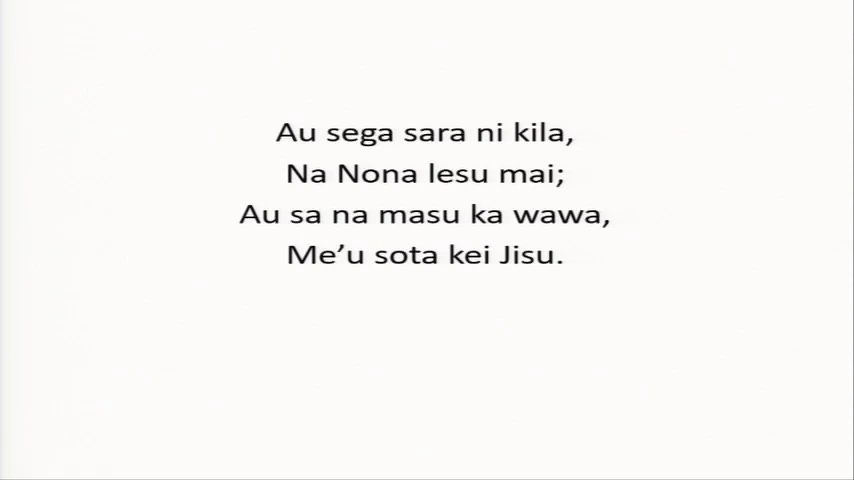 Au sega sara ni kila,
Na Nona lesu mai;
Au sa na masu ka wawa,
Me’u sota kei Jisu.